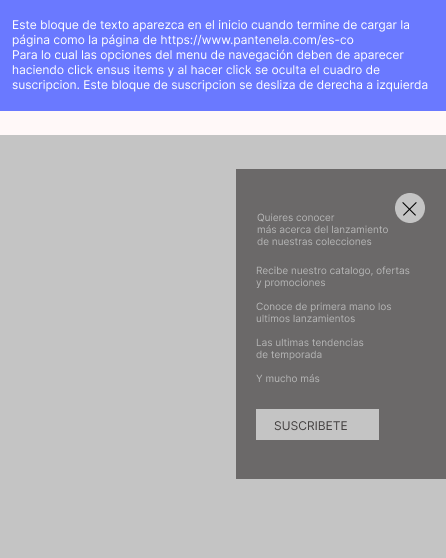 Este bloque de texto aparezca en el inicio cuando termine de cargar la
página como la página de https://www.pantenela.com/es-co
Para lo cual las opciones del menu de navegación deben de aparecer
haciendo click ensus items y al hacer click se oculta el cuadro de
suscripcion. Este bloque de suscripcion se desliza de derecha a izquierda
Quieres conocer
más acerca del lanzamiento
de nuestras colecciones
Recibe nuestro catalogo, ofertas
y promociones
Conoce de primera mano los
ultimos lanzamientos
Las ultimas tendencias
de temporada
Y mucho más
SUSCRIBETE